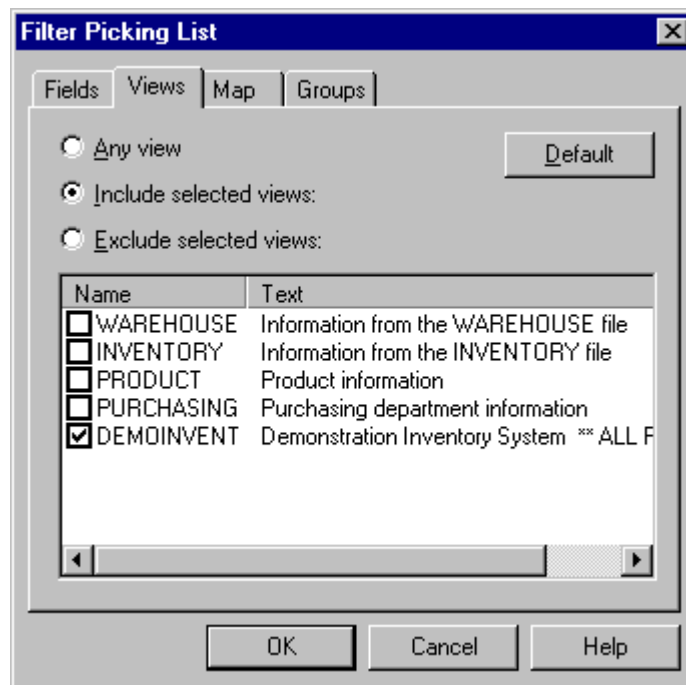 Filter Picking List
Fields Views Map Groups
Any view
Default
Include selected views:
Exclude selected views:
Name Text
WAREHOUSE Information from the WAREHOUSE file
INVENTORY Information from the INVENTORY file
PRODUCT Product information
PURCHASING Purchasing department information
DEMOINVENT Demonstration Inventory System ** ALL F
OK Cancel Help